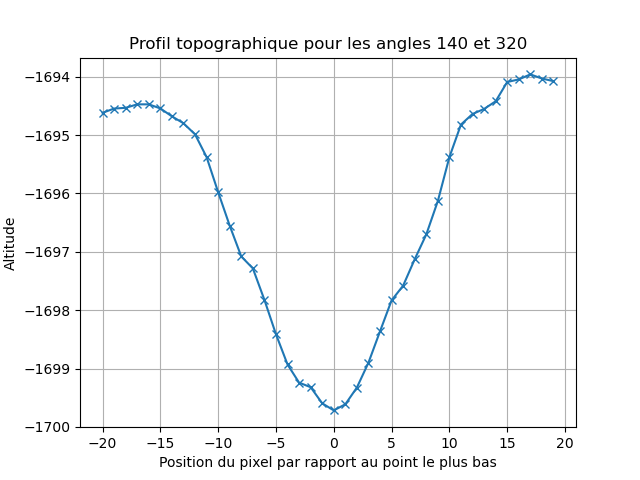 Profil topographique pour les angles 140 et 320
−1694
−1695
−1696
−1697
−1698
−1699
−1700
Altitude
−20 −15 −10 −5 0 5 10 15 20
Position du pixel par rapport au point le plus bas